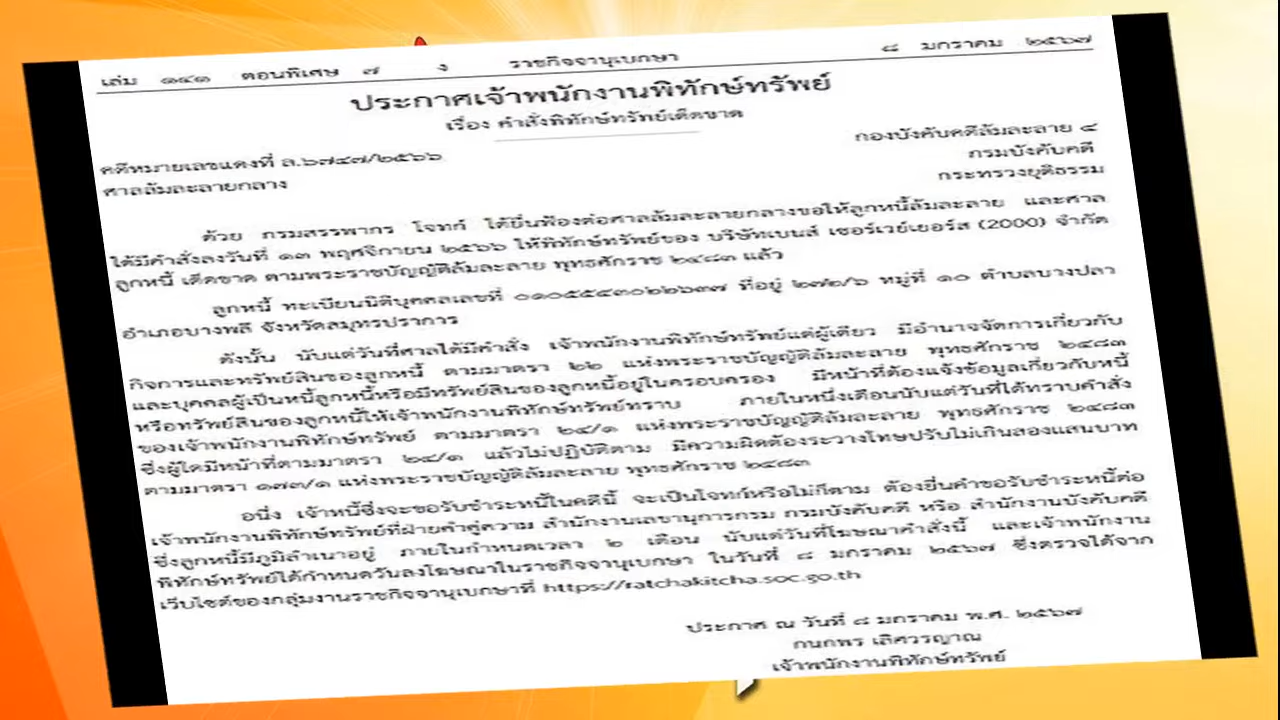 เล่ม ๑๔๑ ตอนพิเศษ ๗ ง ราชกิจจานุเบกษา ๘ มกราคม ๒๕๖๗
ประกาศเจ้าพนักงานพิทักษ์ทรัพย์
เรื่อง คำสั่งพิทักษ์ทรัพย์เด็ดขาด
คดีหมายเลขแดงที่ ล.๖๗๔๗/๒๕๖๖
ศาลล้มละลายกลาง
กองบังคับคดีล้มละลาย ๔
กรมบังคับคดี
กระทรวงยุติธรรม
ด้วย กรมสรรพากร โจทก์ ได้ยื่นฟ้องต่อศาลล้มละลายกลางขอให้ลูกหนี้ล้มละลาย และศาล
ได้มีคำสั่งลงวันที่ ๑๓ พฤศจิกายน ๒๕๖๖ ให้พิทักษ์ทรัพย์ของ บริษัทเบนส์ เซอร์เวย์เยอร์ส (2000) จำกัด
ลูกหนี้ เด็ดขาด ตามพระราชบัญญัติล้มละลาย พุทธศักราช ๒๔๘๓ แล้ว
ลูกหนี้ ทะเบียนนิติบุคคลเลขที่ ๐๑๐๕๕๔๓๐๒๒๖๓๗ ที่อยู่ ๒๗๒/๖ หมู่ที่ ๑๐ ตำบลบางปลา
อำเภอบางพลี จังหวัดสมุทรปราการ
ดังนั้น นับแต่วันที่ศาลได้มีคำสั่ง เจ้าพนักงานพิทักษ์ทรัพย์แต่ผู้เดียว มีอำนาจจัดการเกี่ยวกับ
กิจการและทรัพย์สินของลูกหนี้ ตามมาตรา ๒๒ แห่งพระราชบัญญัติล้มละลาย พุทธศักราช ๒๔๘๓
และบุคคลผู้เป็นหนี้ลูกหนี้หรือมีทรัพย์สินของลูกหนี้อยู่ในครอบครอง มีหน้าที่ต้องแจ้งข้อมูลเกี่ยวกับหนี้
หรือทรัพย์สินของลูกหนี้ให้เจ้าพนักงานพิทักษ์ทรัพย์ทราบ ภายในหนึ่งเดือนนับแต่วันที่ได้ทราบคำสั่ง
ของเจ้าพนักงานพิทักษ์ทรัพย์ ตามมาตรา ๒๔/๑ แห่งพระราชบัญญัติล้มละลาย พุทธศักราช ๒๔๘๓
ซึ่งผู้ใดมีหน้าที่ตามมาตรา ๒๔/๑ แล้วไม่ปฏิบัติตาม มีความผิดต้องระวางโทษปรับไม่เกินสองแสนบาท
ตามมาตรา ๑๗๓/๑ แห่งพระราชบัญญัติล้มละลาย พุทธศักราช ๒๔๘๓
อนึ่ง เจ้าหนี้ซึ่งจะขอรับชำระหนี้ในคดีนี้ จะเป็นโจทก์หรือไม่ก็ตาม ต้องยื่นคำขอรับชำระหนี้ต่อ
เจ้าพนักงานพิทักษ์ทรัพย์ที่ฝ่ายคำคู่ความ สำนักงานเลขานุการกรม กรมบังคับคดี หรือ สำนักงานบังคับคดี
ซึ่งลูกหนี้มีภูมิลำเนาอยู่ ภายในกำหนดเวลา ๒ เดือน นับแต่วันที่โฆษณาคำสั่งนี้ และเจ้าพนักงาน
พิทักษ์ทรัพย์ได้กำหนดวันลงโฆษณาในราชกิจจานุเบกษา ในวันที่ ๘ มกราคม ๒๕๖๗ ซึ่งตรวจได้จาก
เว็บไซต์ของกลุ่มงานราชกิจจานุเบกษาที่ https://ratchakitcha.soc.go.th
ประกาศ ณ วันที่ ๘ มกราคม พ.ศ. ๒๕๖๗
กนกพร เลิศวรญาณ
เจ้าพนักงานพิทักษ์ทรัพย์